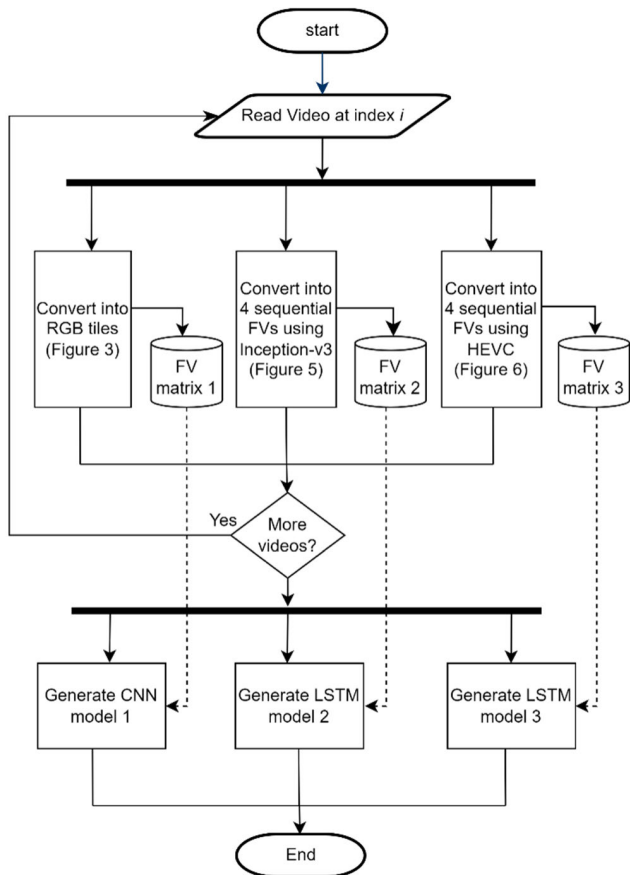 start
Read Video at index i
Convert into
RGB tiles
(Figure 3)
FV
matrix 1
Convert into
4 sequential
FVs using
Inception-v3
(Figure 5)
FV
matrix 2
Convert into
4 sequential
FVs using
HEVC
(Figure 6)
FV
matrix 3
Yes
More
videos?
Generate CNN
model 1
Generate LSTM
model 2
Generate LSTM
model 3
End